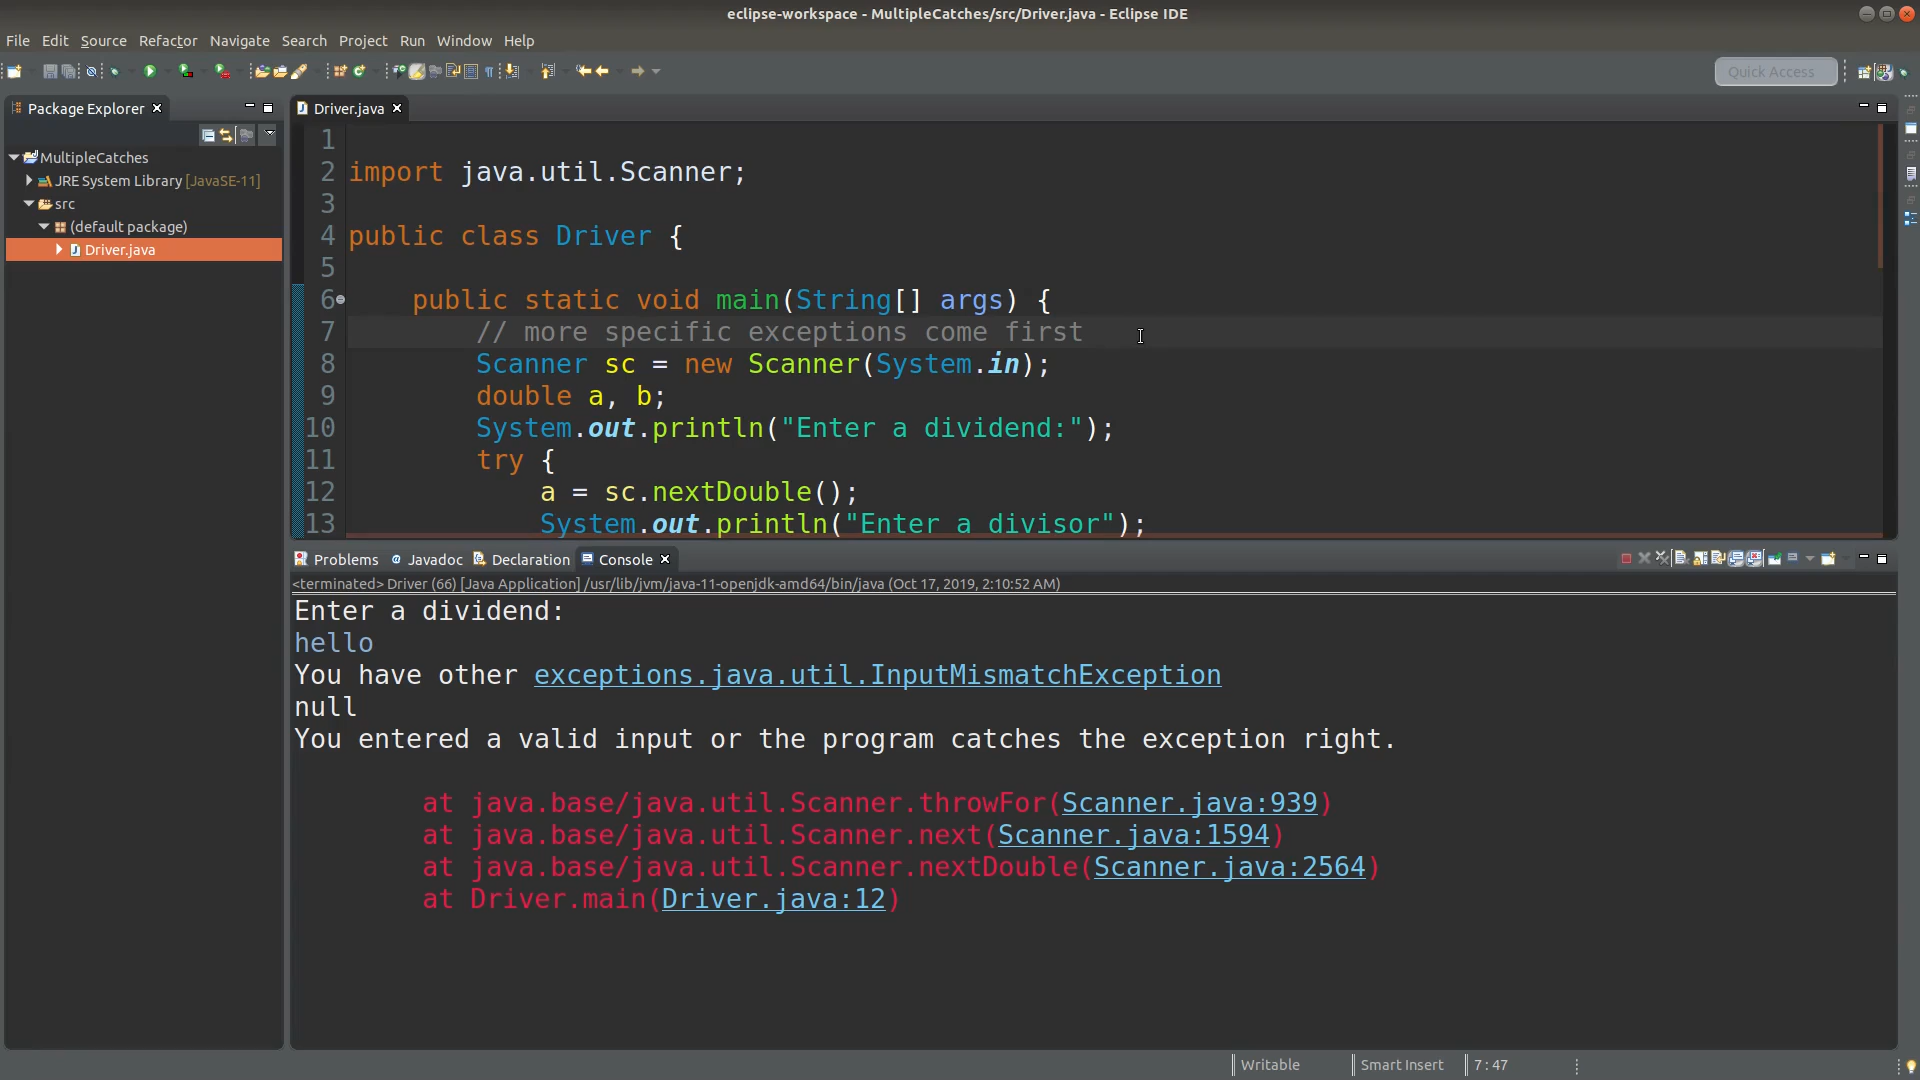 eclipse-workspace - MultipleCatches/src/Driver.java - Eclipse IDE
File Edit Source Refactor Navigate Search Project Run Window Help
Quick Access
Package Explorer
MultipleCatches
JRE System Library [JavaSE-11]
src
(default package)
Driver.java
Driver.java
1
2 import java.util.Scanner;
3
4 public class Driver {
5
6 public static void main(String[] args) {
7 // more specific exceptions come first
8 Scanner sc = new Scanner(System.in);
9 double a, b;
10 System.out.println("Enter a dividend:");
11 try {
12 a = sc.nextDouble();
13 System.out.println("Enter a divisor");
Problems Javadoc Declaration Console
<terminated> Driver (66) [Java Application] /usr/lib/jvm/java-11-openjdk-amd64/bin/java (Oct 17, 2019, 2:10:52 AM)
Enter a dividend:
hello
You have other exceptions.java.util.InputMismatchException
null
You entered a valid input or the program catches the exception right.
at java.base/java.util.Scanner.throwFor(Scanner.java:939)
at java.base/java.util.Scanner.next(Scanner.java:1594)
at java.base/java.util.Scanner.nextDouble(Scanner.java:2564)
at Driver.main(Driver.java:12)
Writable Smart Insert 7 : 47